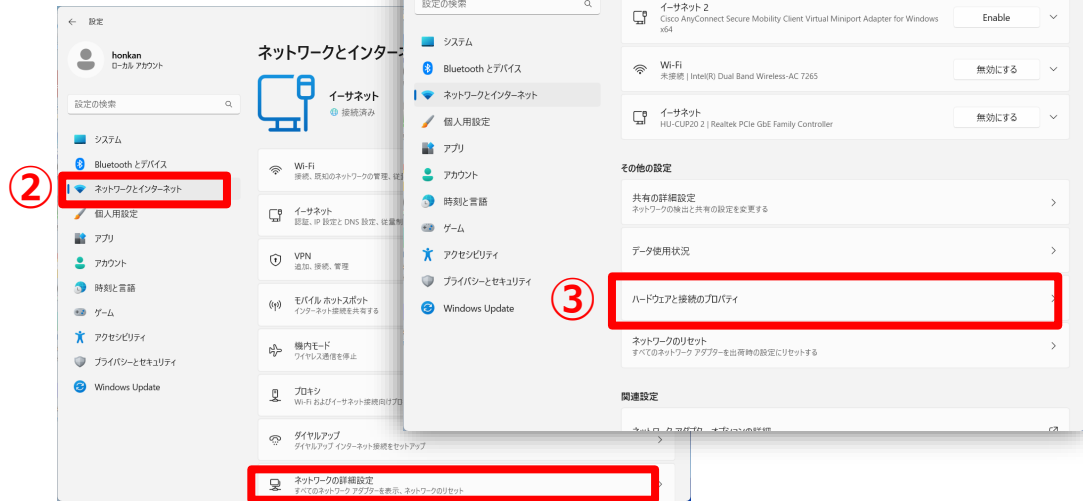 設定
honkan
ローカル アカウント
設定の検索
システム
Bluetooth とデバイス
②
ネットワークとインターネット
個人用設定
アプリ
アカウント
時刻と言語
ゲーム
アクセシビリティ
プライバシーとセキュリティ
Windows Update
ネットワークとインター
イーサネット
接続済み
Wi-Fi
接続、既知のネットワークの管理、従
イーサネット
認証、IP 設定と DNS 設定、従量制
VPN
追加、接続、管理
モバイル ホットスポット
インターネット接続を共有する
機内モード
ワイヤレス通信を停止
プロキシ
Wi-Fi およびイーサネット接続向けプロ
ダイヤルアップ
ダイヤルアップ インターネット接続をセットアップ
ネットワークの詳細設定
すべてのネットワーク アダプターを表示、ネットワークのリセット
設定の検索
システム
Bluetooth とデバイス
ネットワークとインターネット
個人用設定
アプリ
アカウント
時刻と言語
ゲーム
アクセシビリティ
プライバシーとセキュリティ
Windows Update
イーサネット 2
Cisco AnyConnect Secure Mobility Client Virtual Miniport Adapter for Windows
x64
Enable
Wi-Fi
未接続 | Intel(R) Dual Band Wireless-AC 7265
無効にする
イーサネット
HU-CUP20 2 | Realtek PCIe GbE Family Controller
無効にする
その他の設定
共有の詳細設定
ネットワークの検出と共有の設定を変更する
データ使用状況
③
ハードウェアと接続のプロパティ
ネットワークのリセット
すべてのネットワーク アダプターを出荷時の設定にリセットする
関連設定
ネットワーク アダプター オプションの詳細